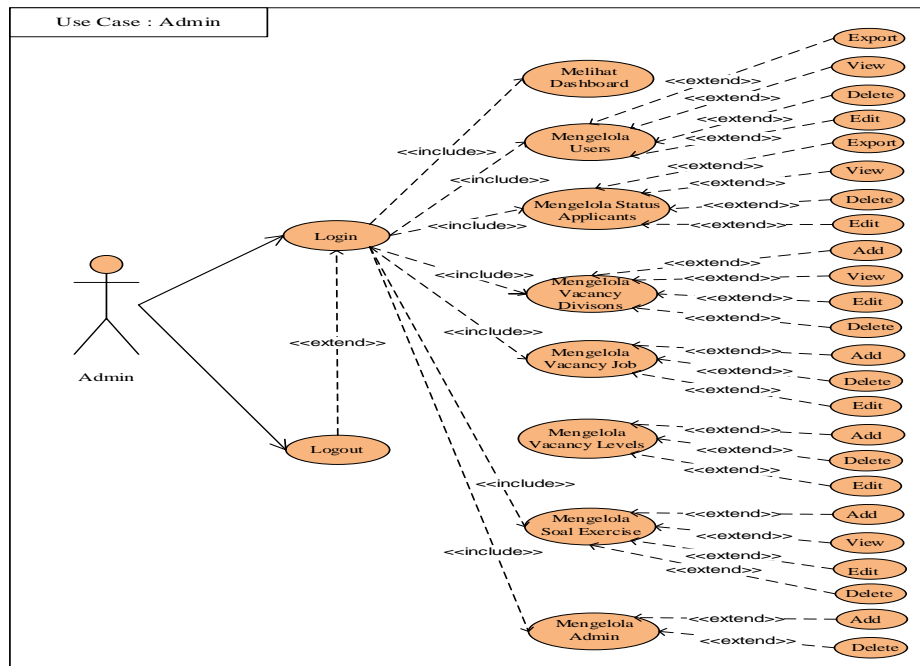 Use Case : Admin
Export
<<extend>>
View
Melihat
Dashboard
<<extend>>
Delete
<<extend>>
Edit
<<include>>
Mengelola
Users
Export
<<extend>>
View
<<include>>
Mengelola Status
Applicants
<<extend>>
Delete
<<include>>
<<extend>>
Edit
Login
<<extend>>
Add
<<extend>>
View
<<include>>
Mengelola
Vacancy
Divisons
<<extend>>
Edit
<<extend>>
Delete
<<include>>
<<extend>>
Admin
Mengelola
Vacancy Job
<<extend>>
Add
<<extend>>
Delete
<<extend>>
Edit
Logout
Mengelola
Vacancy Levels
<<extend>>
Add
<<extend>>
Delete
<<extend>>
Edit
<<include>>
Mengelola
Soal Exercise
<<extend>>
Add
<<extend>>
View
<<extend>>
Edit
<<extend>>
Delete
<<include>>
Mengelola
Admin
<<extend>>
Add
<<extend>>
Delete